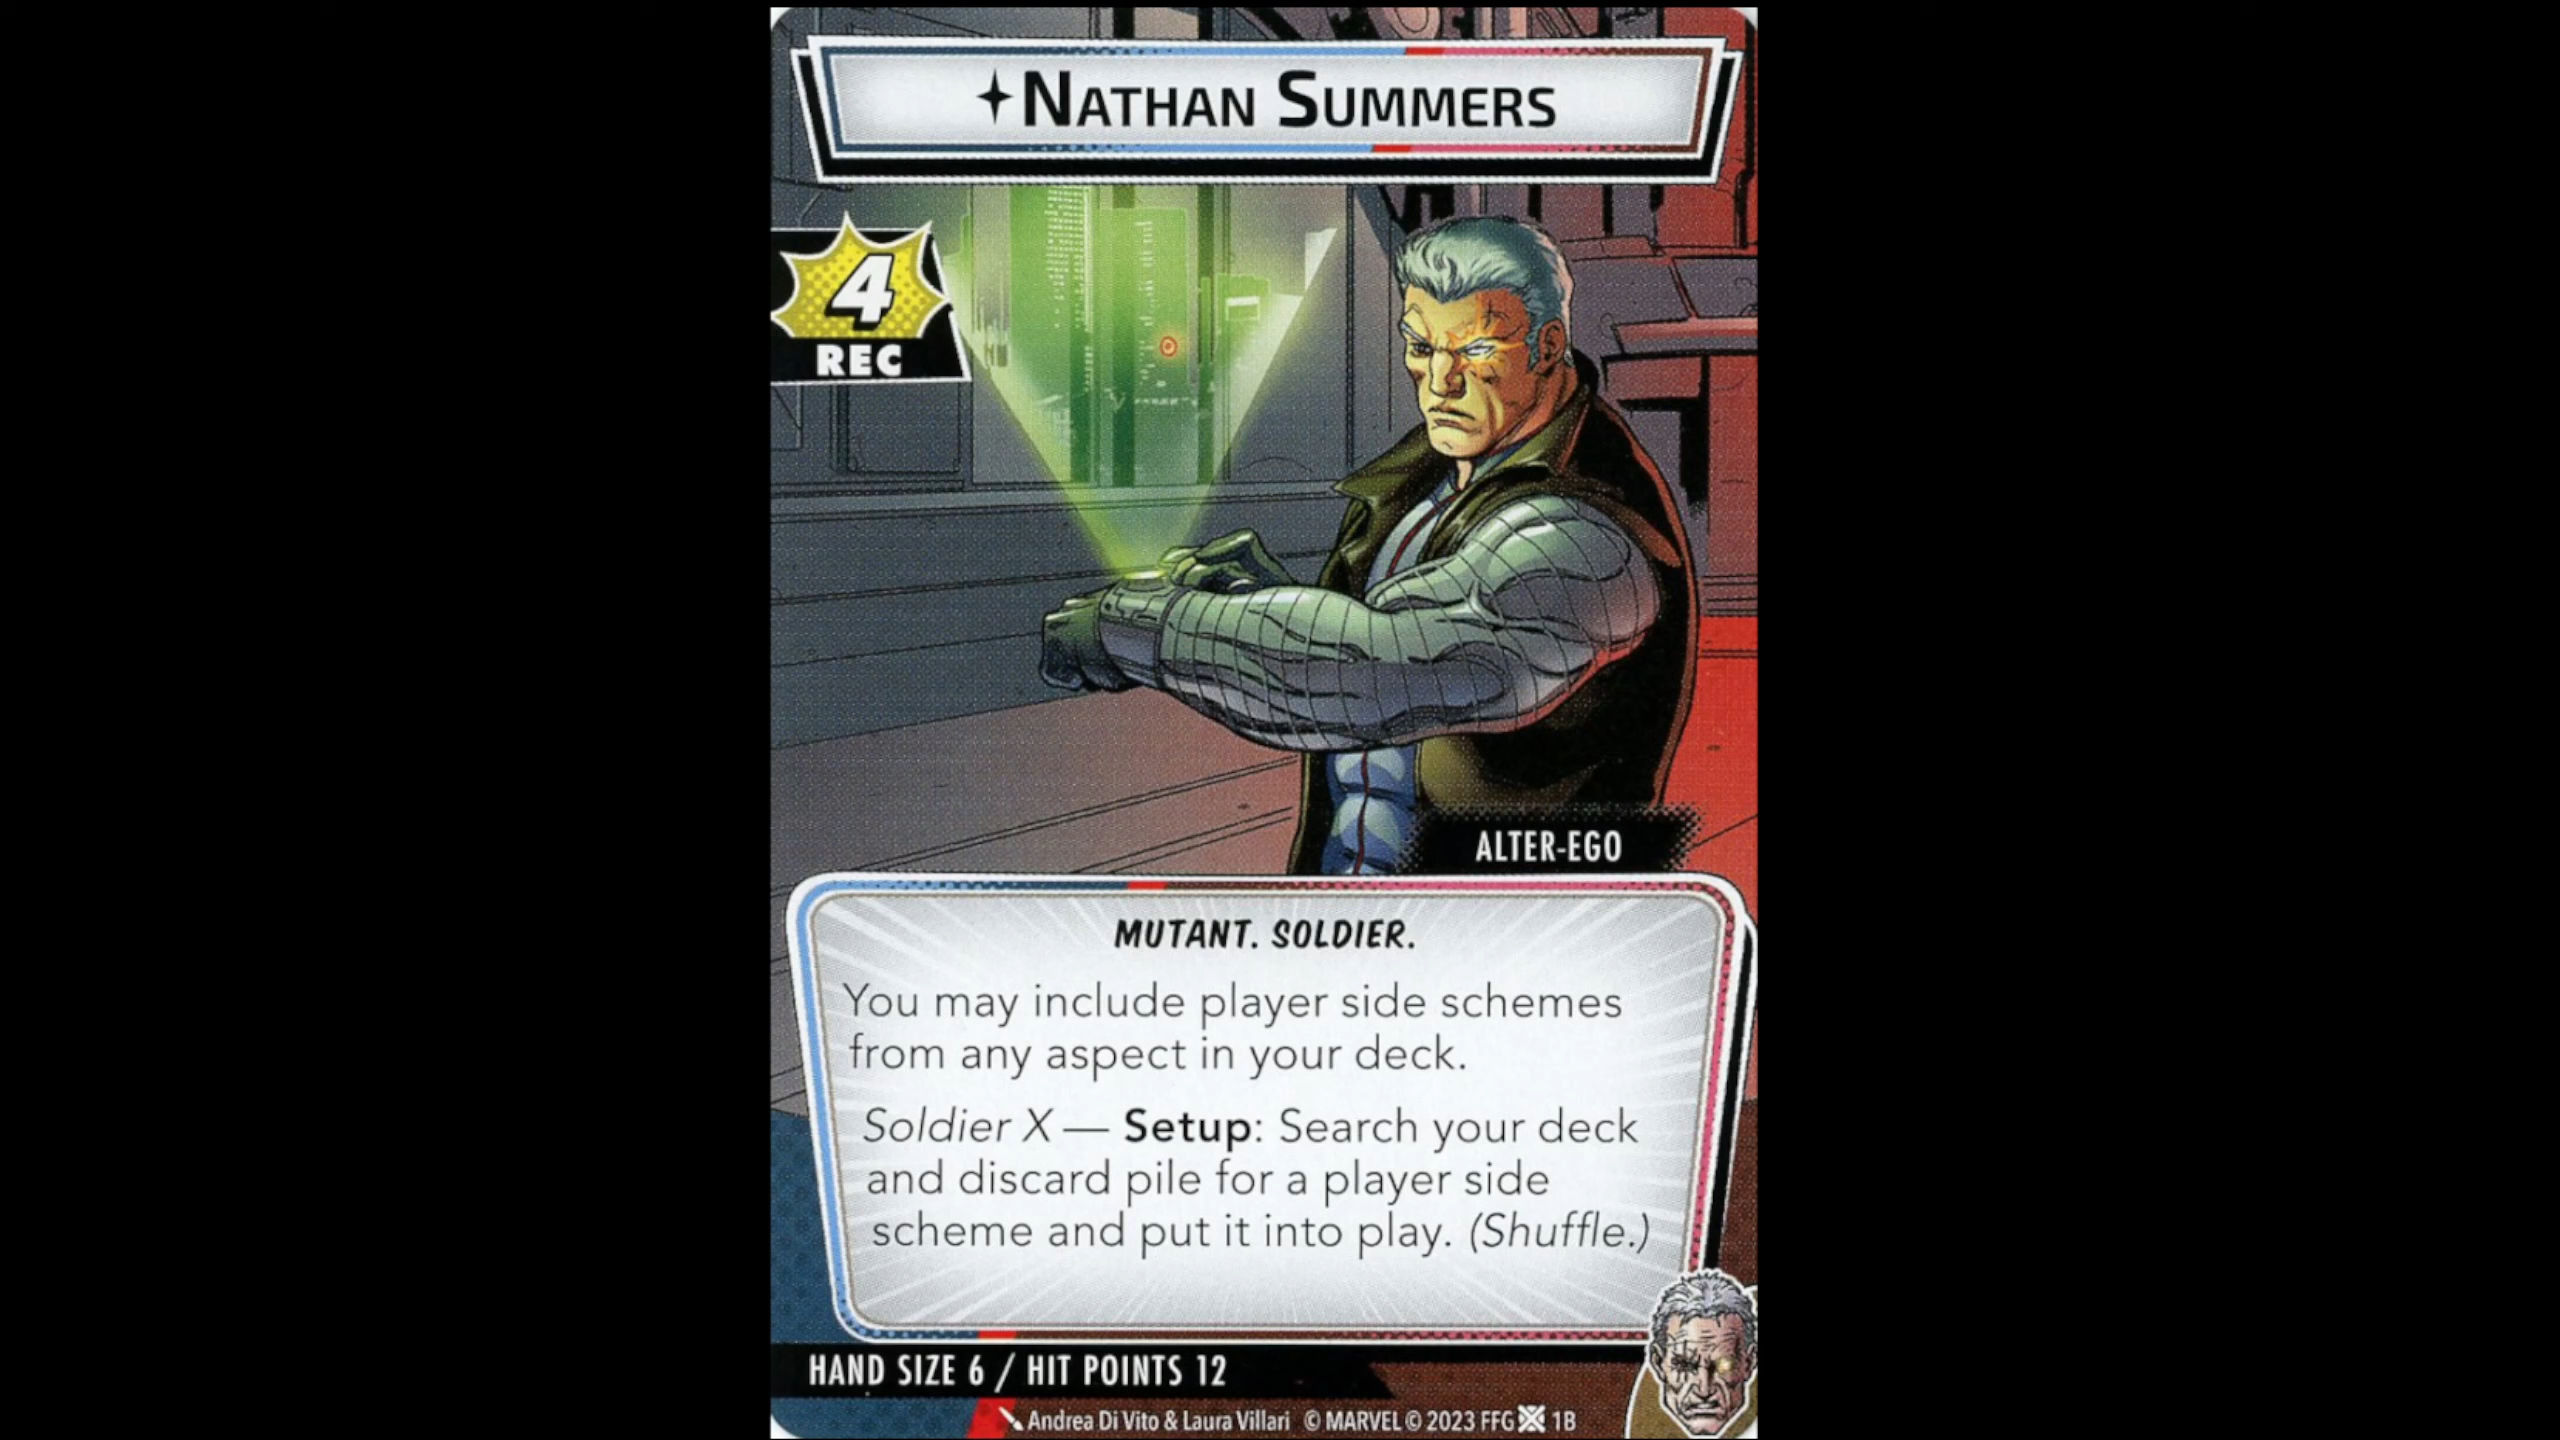 Nathan Summers
4
REC
ALTER-EGO
MUTANT. SOLDIER.
You may include player side schemes
from any aspect in your deck.
Soldier X — Setup: Search your deck
and discard pile for a player side
scheme and put it into play. (Shuffle.)
HAND SIZE 6 / HIT POINTS 12
Andrea Di Vito & Laura Villari © MARVEL © 2023 FFG 1B